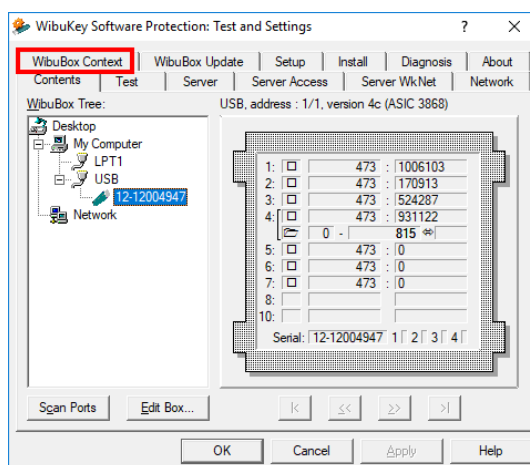 WibuKey Software Protection: Test and Settings ? ×
WibuBox Context WibuBox Update Setup Install Diagnosis About
Contents Test Server Server Access Server WkNet Network
WibuBox Tree: USB, address : 1/1, version 4c (ASIC 3868)
Desktop
My Computer
LPT1
USB
12-12004947
Network
1: 473 : 1006103
2: 473 : 170913
3: 473 : 524287
4: 473 : 931122
0 - 815
5: 473 : 0
6: 473 : 0
7: 473 : 0
8:
10:
Serial: 12-12004947 1 2 3 4
Scan Ports Edit Box... |< << >> >|
OK Cancel Apply Help